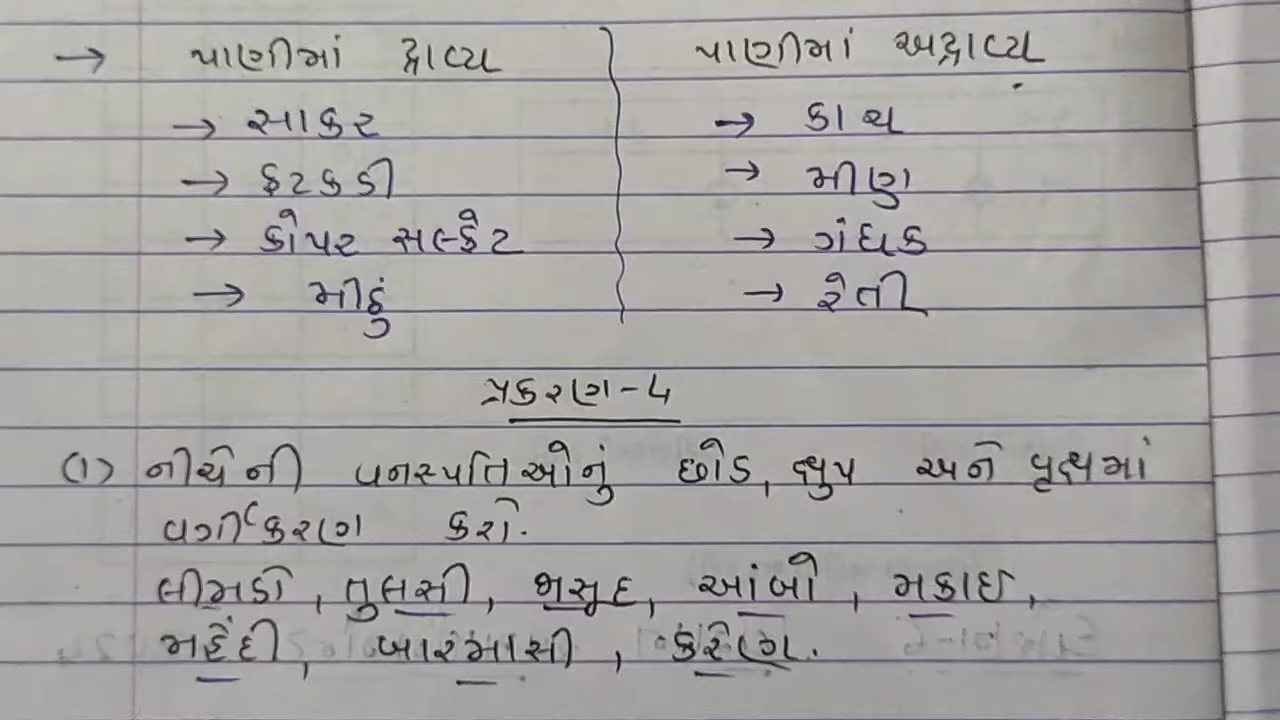 → પાણીમાં દ્રાવ્ય પાણીમાં અદ્રાવ્ય
→ સાકર → કાચ
→ ફટકડી → મીણ
→ કોપર સલ્ફેટ → ગંધક
→ મીઠું → રેતી
પ્રકરણ-૪
(1) નીચેની વનસ્પતિઓનું છોડ, ક્ષુપ અને વૃક્ષમાં
વર્ગીકરણ કરો.
લીમડો, તુલસી, જાસૂદ, આંબો, મકાઇ,
મહેંદી, બારમાસી, કરેણ.